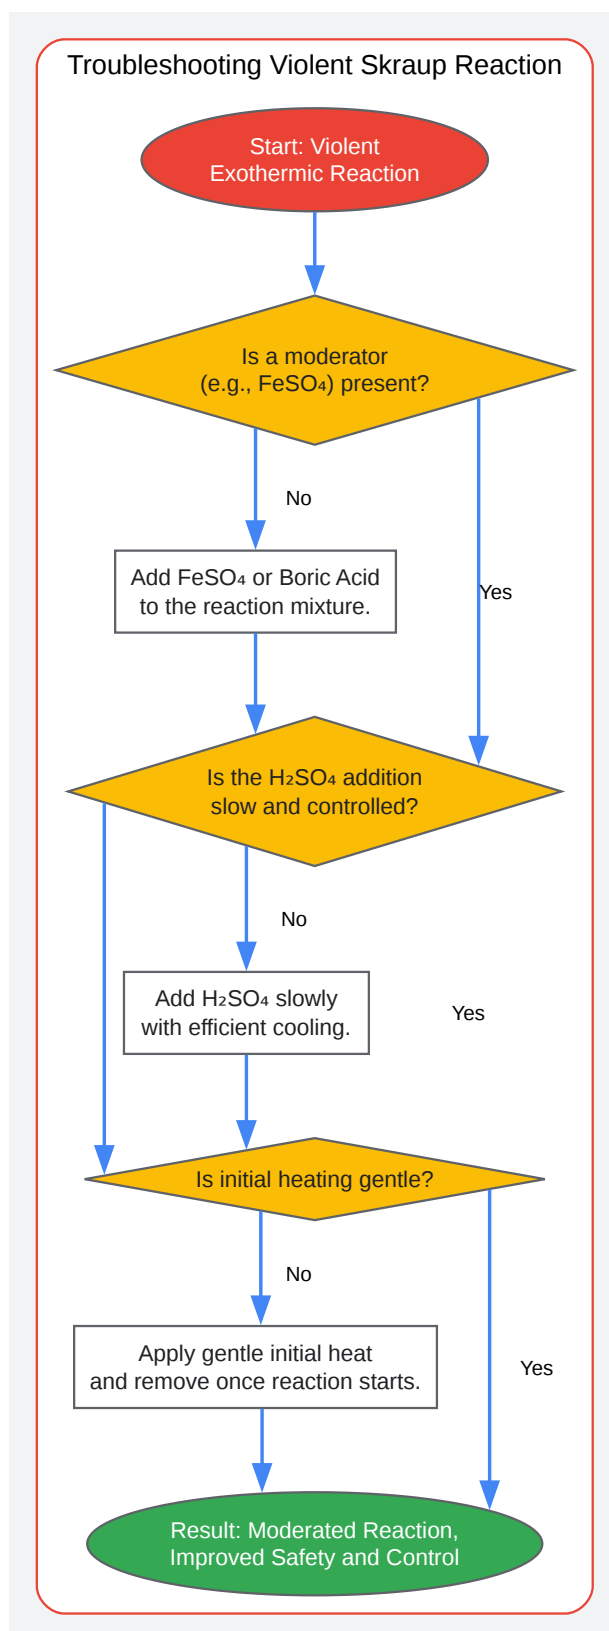 Troubleshooting Violent Skraup Reaction
Start: Violent
Exothermic Reaction
Is a moderator
(e.g., FeSO₄) present?
No
Add FeSO₄ or Boric Acid
to the reaction mixture.
Yes
Is the H₂SO₄ addition
slow and controlled?
No
Add H₂SO₄ slowly
with efficient cooling.
Yes
Is initial heating gentle?
No
Apply gentle initial heat
and remove once reaction starts.
Yes
Result: Moderated Reaction,
Improved Safety and Control